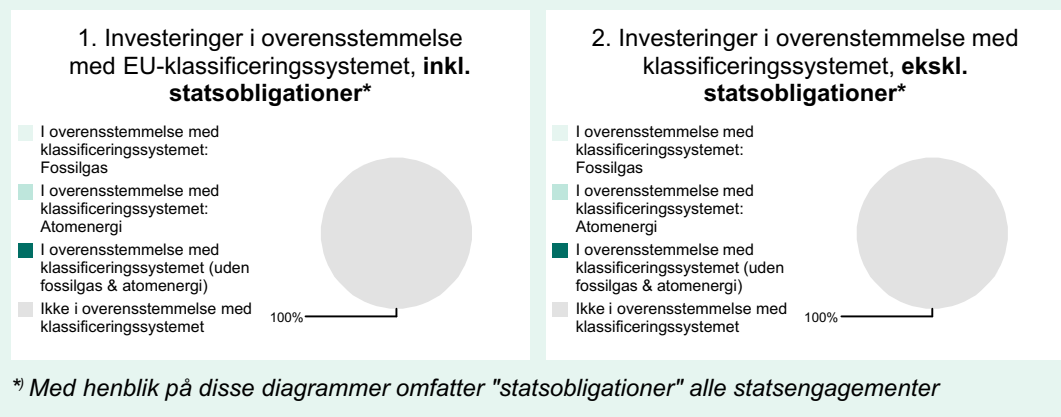 1. Investeringer i overensstemmelse
med EU-klassificeringssystemet, inkl.
statsobligationer*
I overensstemmelse med
klassificeringssystemet:
Fossilgas
I overensstemmelse med
klassificeringssystemet:
Atomenergi
I overensstemmelse med
klassificeringssystemet (uden
fossilgas & atomenergi)
Ikke i overensstemmelse med
klassificeringssystemet
100%
2. Investeringer i overenstemmelse med
klassificeringssystemet, ekskl.
statsobligationer*
I overensstemmelse med
klassificeringssystemet:
Fossilgas
I overensstemmelse med
klassificeringssystemet:
Atomenergi
I overensstemmelse med
klassificeringssystemet (uden
fossilgas & atomenergi)
Ikke i overensstemmelse med
klassificeringssystemet
100%
*) Med henblik på disse diagrammer omfatter "statsobligationer" alle statsengagementer